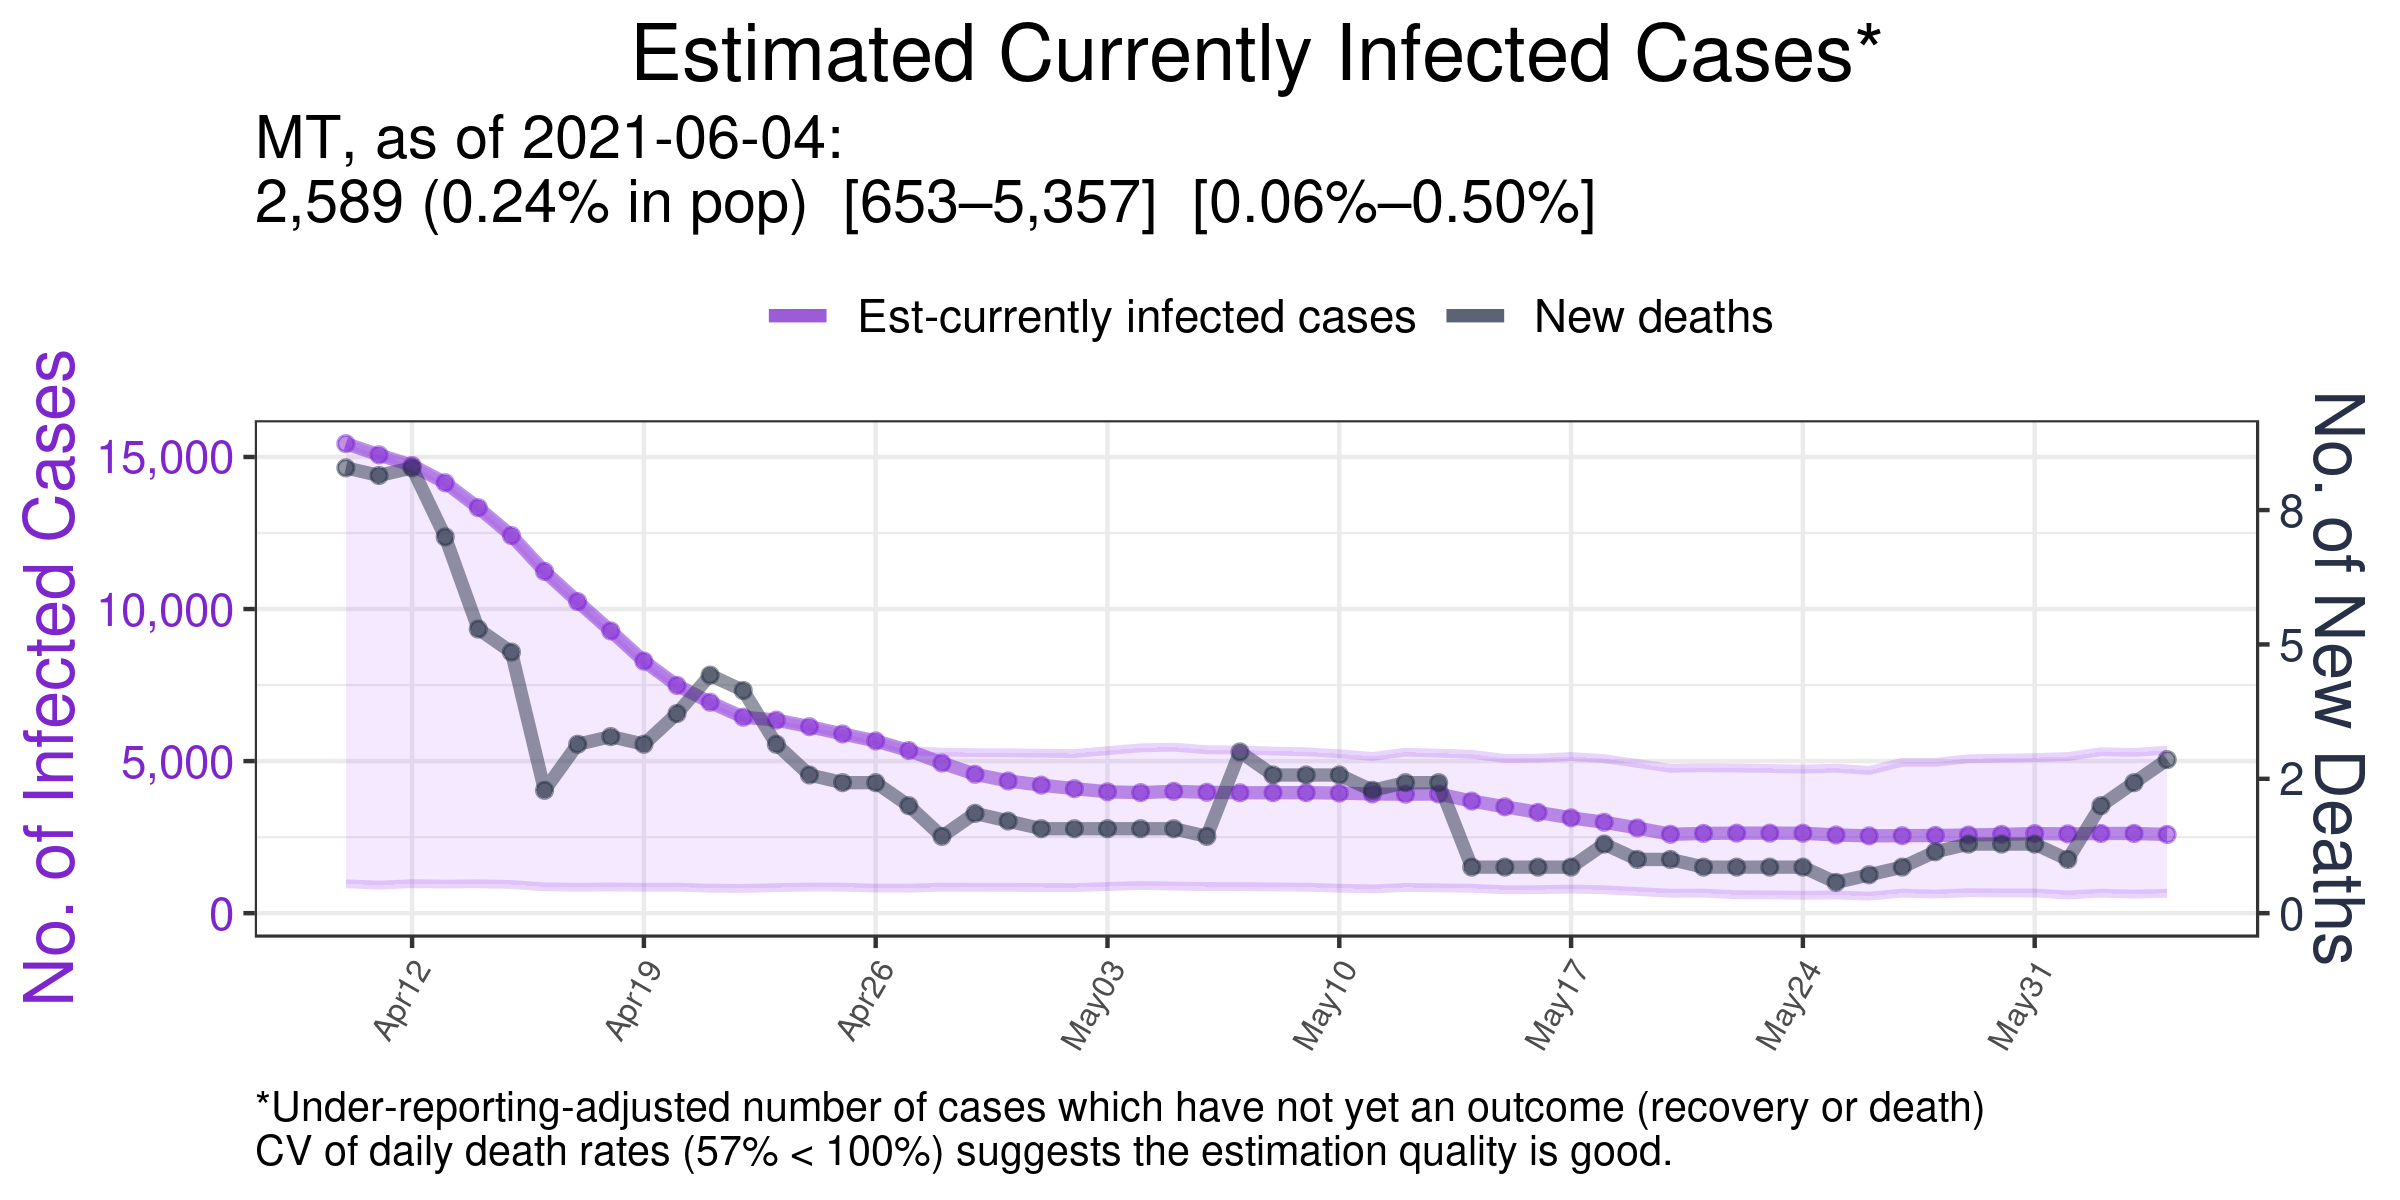 Estimated Currently Infected Cases*
MT, as of 2021-06-04:
2,589 (0.24% in pop)  [653–5,357]  [0.06%–0.50%]
Est-currently infected cases
New deaths
No. of Infected Cases
15,000
10,000
5,000
0
8
5
2
0
No. of New Deaths
Apr12
Apr19
Apr26
May03
May10
May17
May24
May31
*Under-reporting-adjusted number of cases which have not yet an outcome (recovery or death)
CV of daily death rates (57% < 100%) suggests the estimation quality is good.